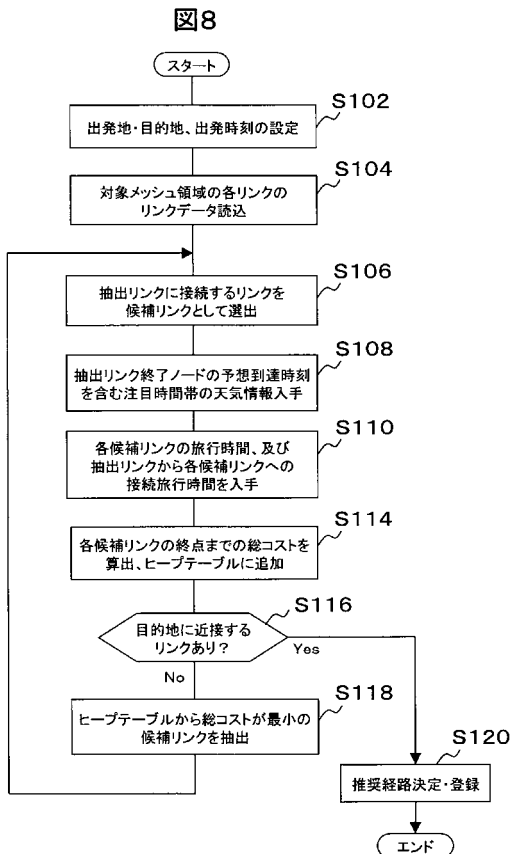 図8
スタート
S102
出発地・目的地、出発時刻の設定
S104
対象メッシュ領域の各リンクの
リンクデータ読込
S106
抽出リンクに接続するリンクを
候補リンクとして選出
S108
抽出リンク終了ノードの予想到達時刻
を含む注目時間帯の天気情報入手
S110
各候補リンクの旅行時間、及び
抽出リンクから各候補リンクへの
接続旅行時間を入手
S114
各候補リンクの終点までの総コストを
算出、ヒープテーブルに追加
S116
目的地に近接する
リンクあり?
Yes
No
S118
ヒープテーブルから総コストが最小の
候補リンクを抽出
S120
推奨経路決定・登録
エンド